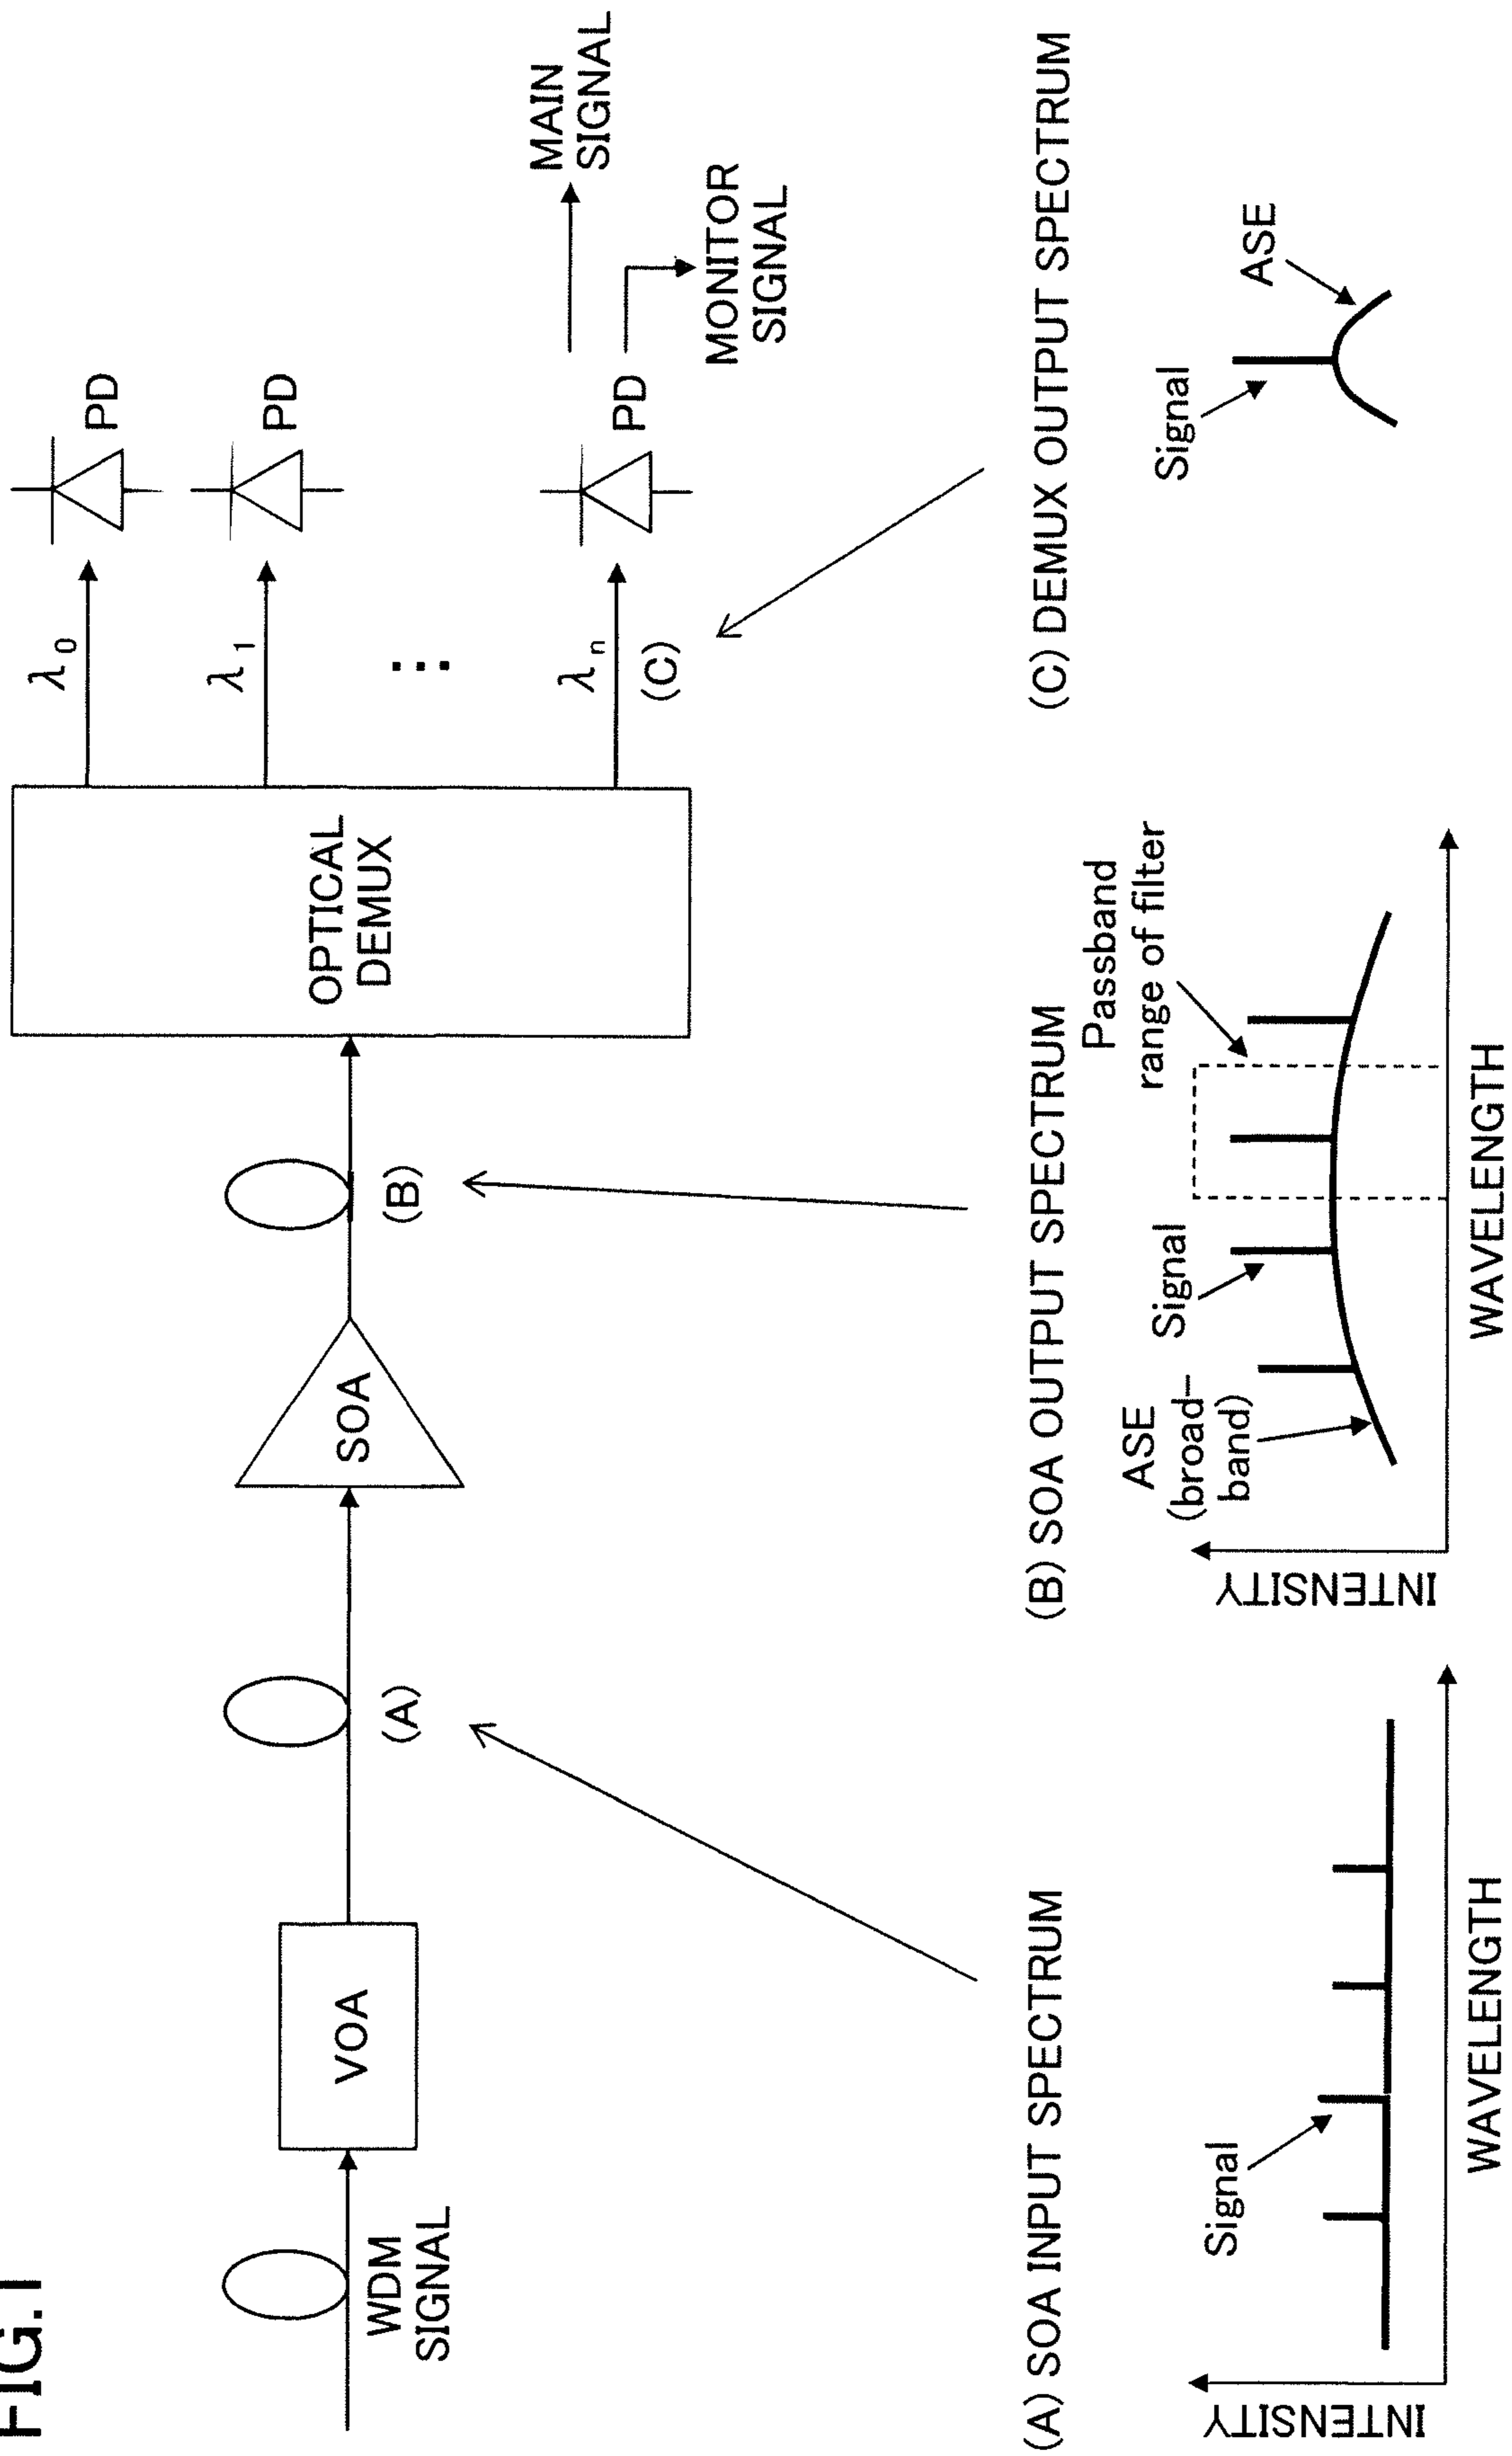 FIG.1
WDM
SIGNAL
VOA
(A)
SOA
(B)
OPTICAL
DEMUX
λ0
λ1
⋮
λn
(C)
PD
PD
PD
MAIN
SIGNAL
MONITOR
SIGNAL
(A) SOA INPUT SPECTRUM
INTENSITY
Signal
WAVELENGTH
(B) SOA OUTPUT SPECTRUM
INTENSITY
ASE
(broad-
band)
Signal
Passband
range of filter
WAVELENGTH
(C) DEMUX OUTPUT SPECTRUM
Signal
ASE